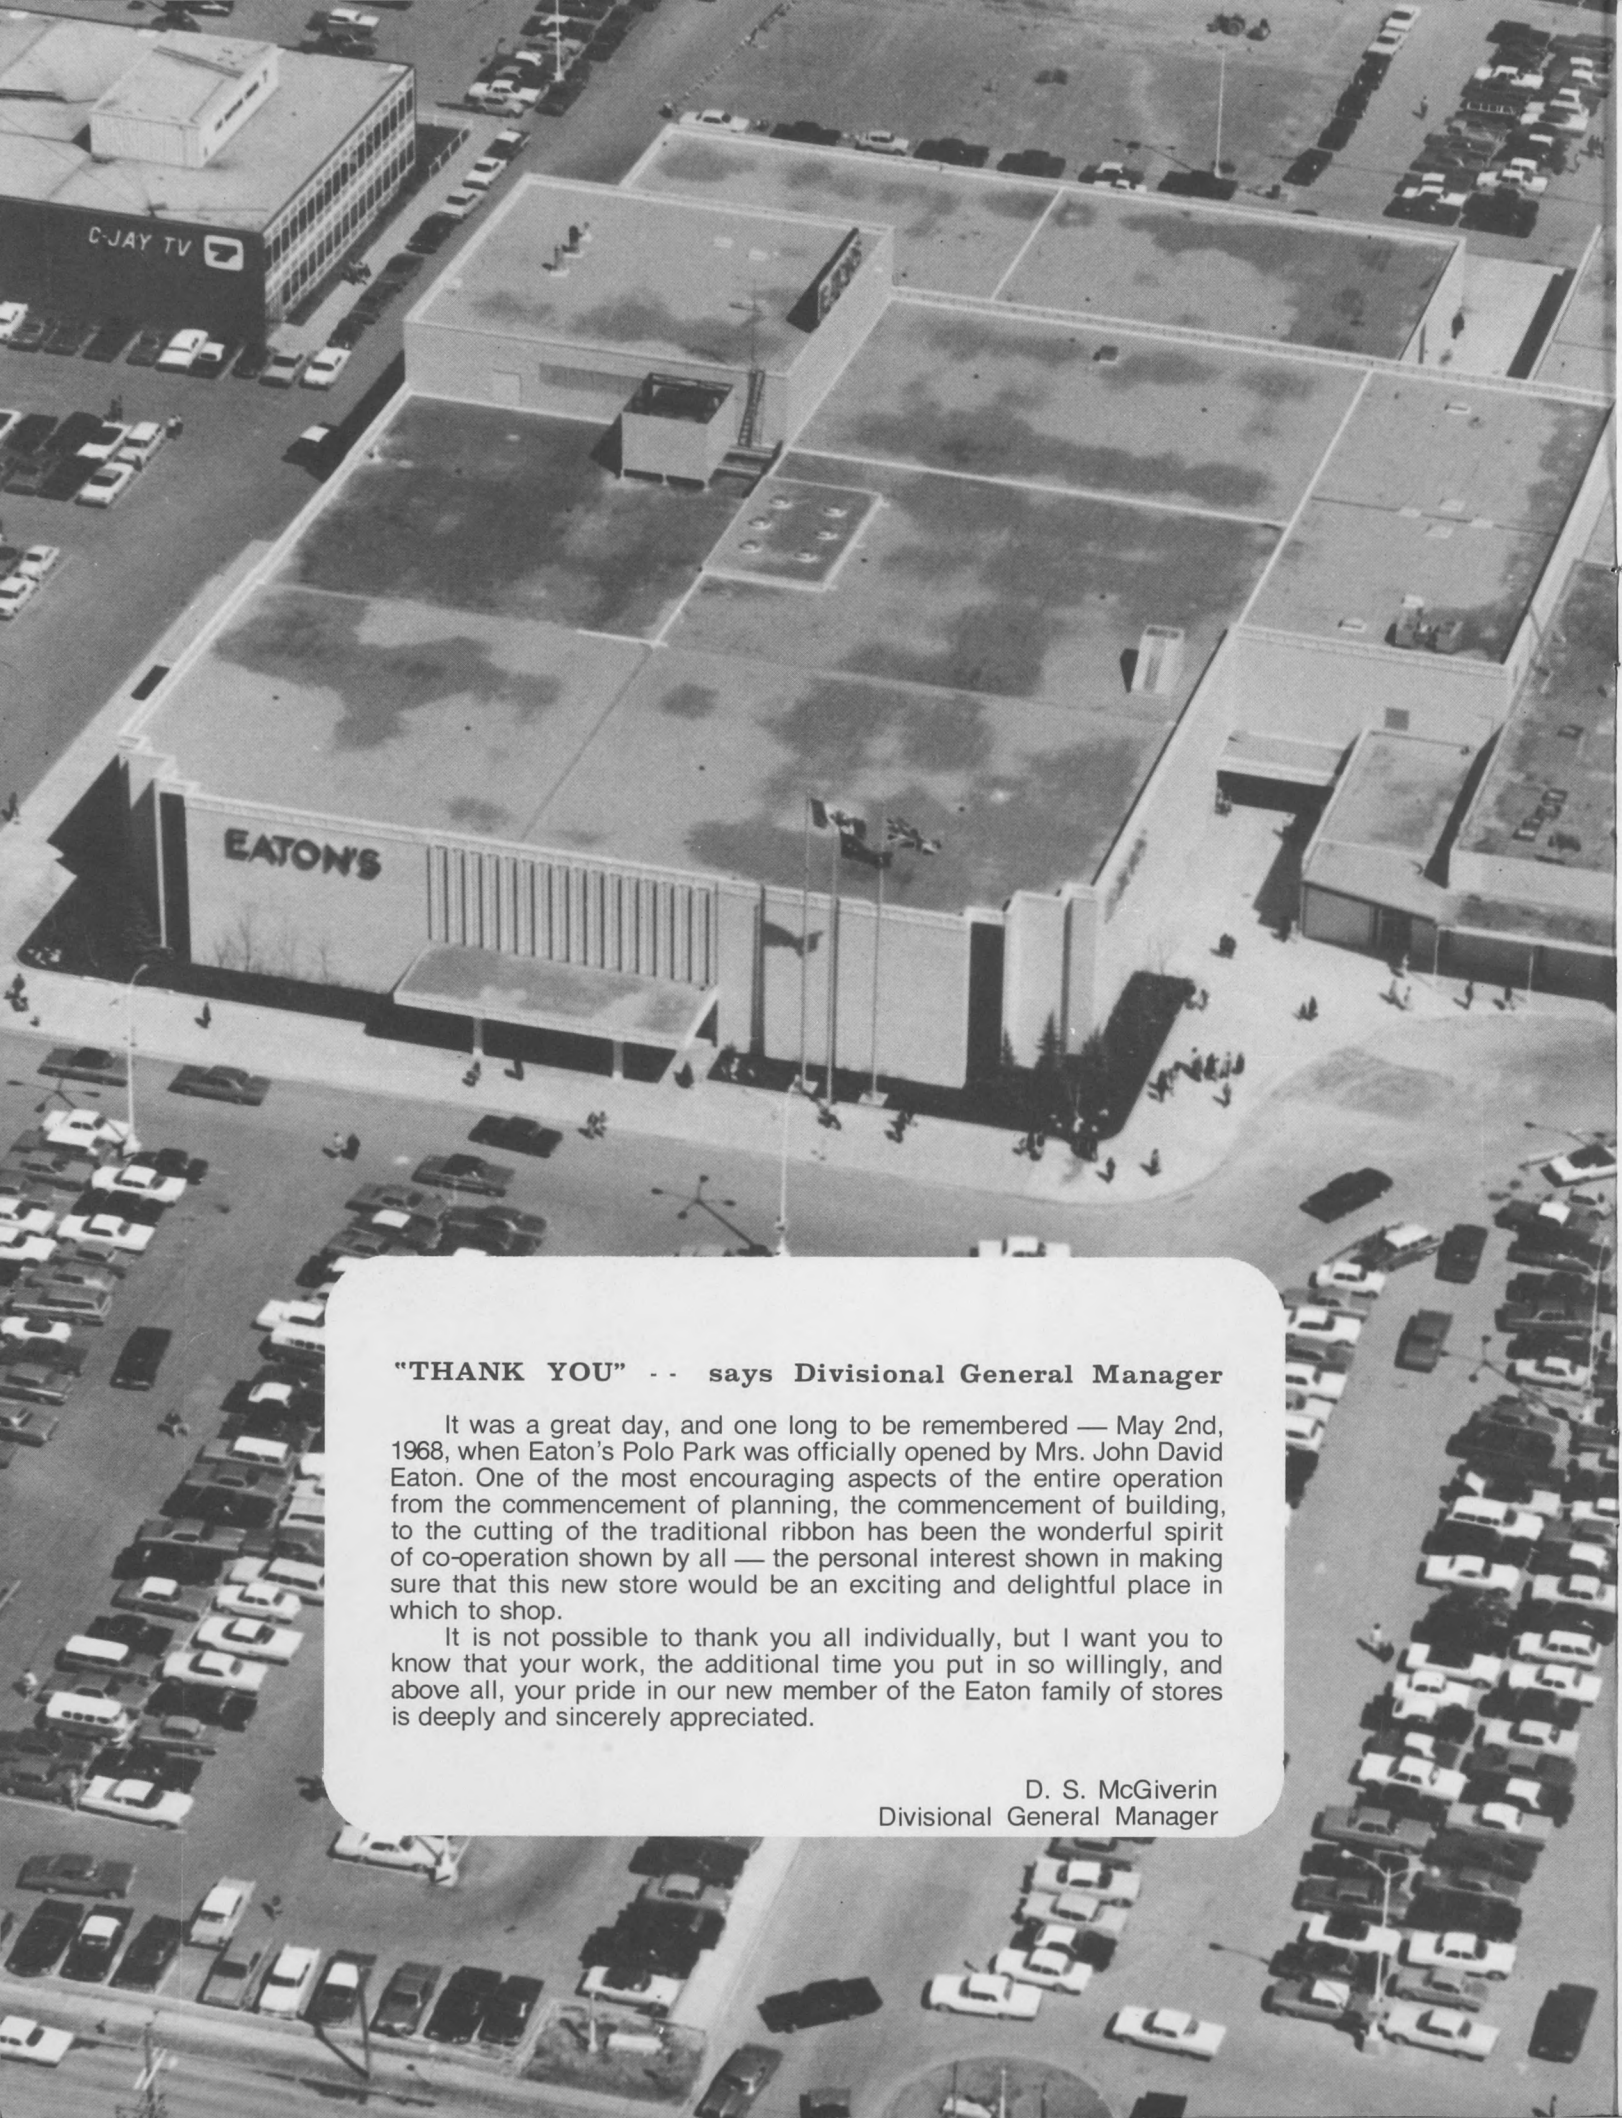 C-JAY TV 7
EATON'S
"THANK YOU" - - says Divisional General Manager
It was a great day, and one long to be remembered — May 2nd,
1968, when Eaton's Polo Park was officially opened by Mrs. John David
Eaton. One of the most encouraging aspects of the entire operation
from the commencement of planning, the commencement of building,
to the cutting of the traditional ribbon has been the wonderful spirit
of co-operation shown by all — the personal interest shown in making
sure that this new store would be an exciting and delightful place in
which to shop.
It is not possible to thank you all individually, but I want you to
know that your work, the additional time you put in so willingly, and
above all, your pride in our new member of the Eaton family of stores
is deeply and sincerely appreciated.
D. S. McGiverin
Divisional General Manager